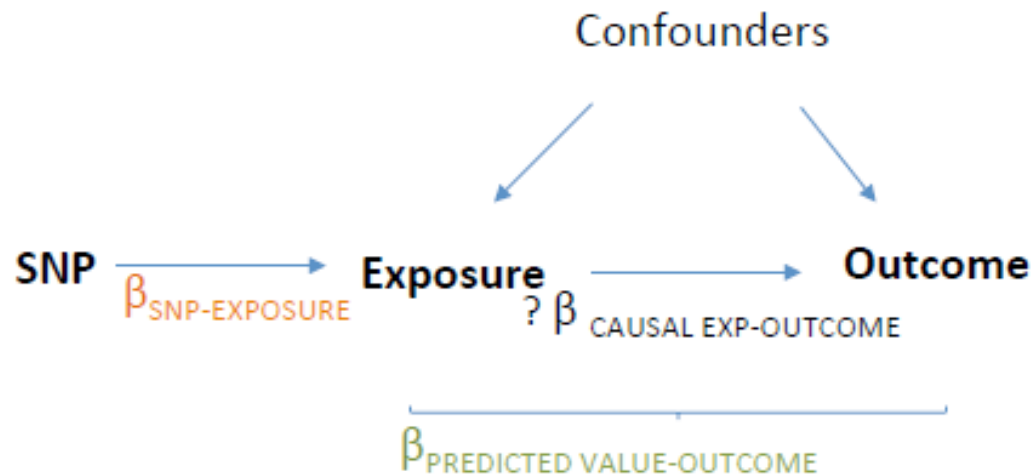 Confounders
SNP
Exposure
Outcome
βSNP-EXPOSURE
? β CAUSAL EXP-OUTCOME
βPREDICTED VALUE-OUTCOME